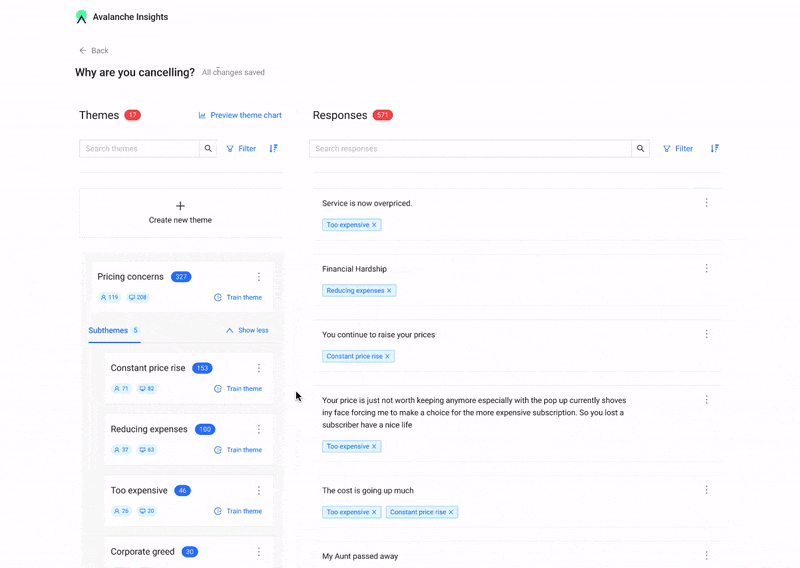 Avalanche Insights
Back
Why are you cancelling? All changes saved
Themes 17
Preview theme chart
Search themes
Filter
Create new theme
Pricing concerns 327
119 208 Train theme
Subthemes 5 Show less
Constant price rise 153
71 82 Train theme
Reducing expenses 100
37 63 Train theme
Too expensive 46
26 20 Train theme
Corporate greed 30
Responses 571
Search responses
Filter
Service is now overpriced.
Too expensive ×
Financial Hardship
Reducing expenses ×
You continue to raise your prices
Constant price rise ×
Your price is just not worth keeping anymore especially with the pop up currently shoves
iny face forcing me to make a choice for the more expensive subscription. So you lost a
subscriber have a nice life
Too expensive ×
The cost is going up much
Too expensive × Constant price rise ×
My Aunt passed away